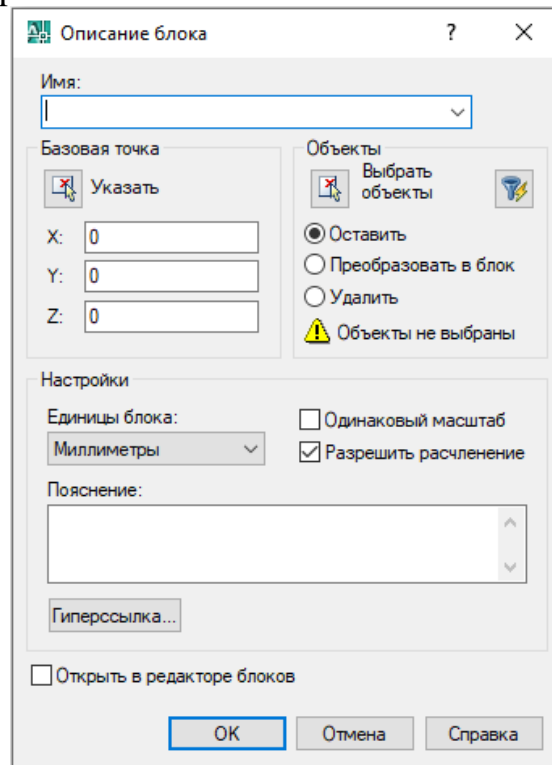 Описание блока
?
Имя:
Базовая точка
Указать
X: 0
Y: 0
Z: 0
Объекты
Выбрать
объекты
Оставить
Преобразовать в блок
Удалить
Объекты не выбраны
Настройки
Единицы блока:
Миллиметры
Одинаковый масштаб
Разрешить расчленение
Пояснение:
Гиперссылка...
Открыть в редакторе блоков
OK
Отмена
Справка